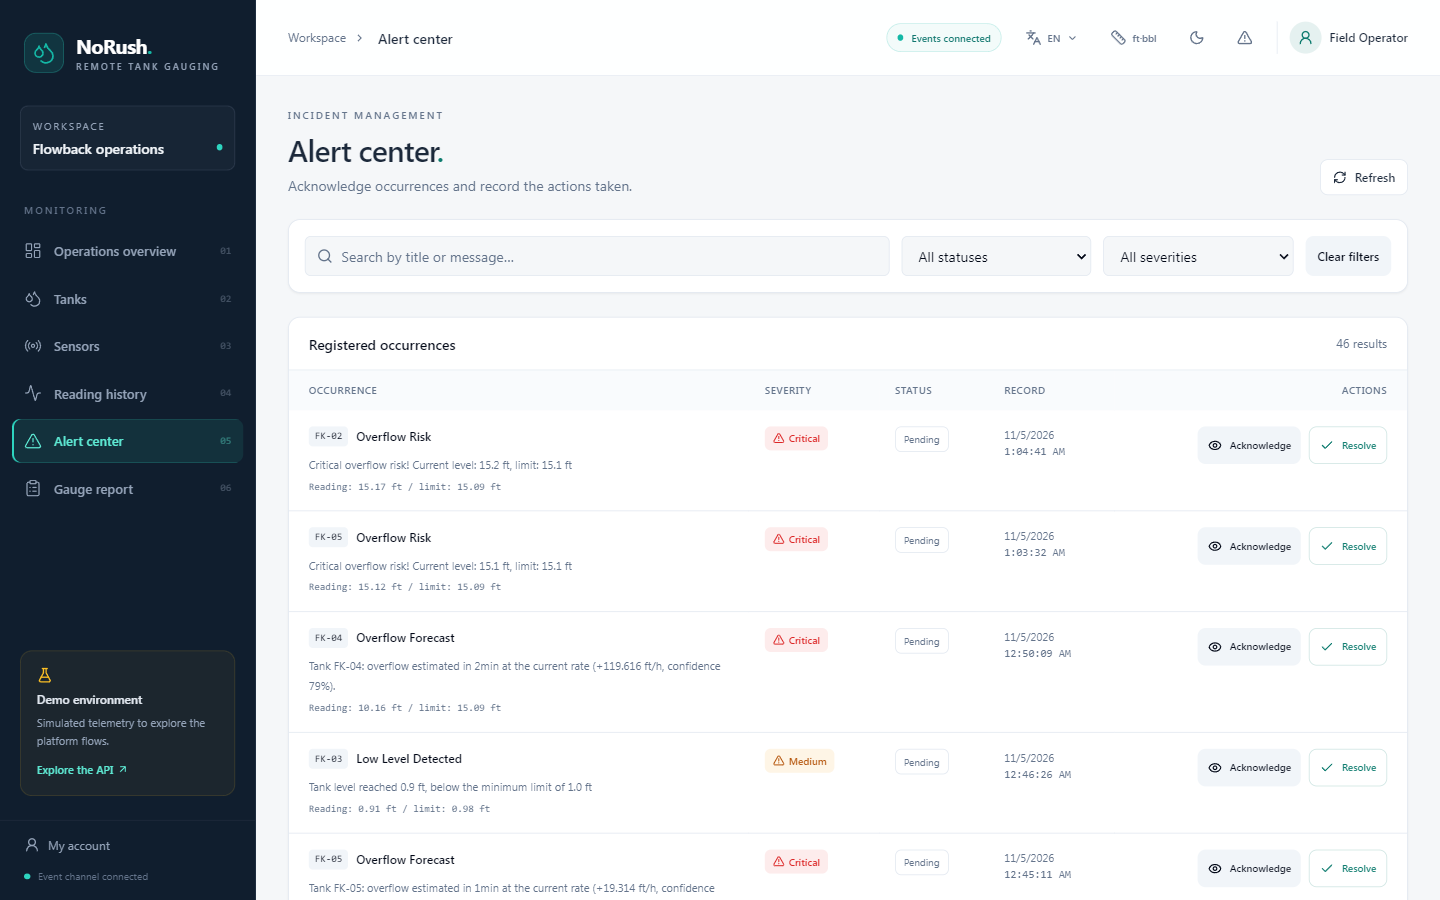 NoRush.
REMOTE TANK GAUGING
WORKSPACE
Flowback operations
MONITORING
Operations overview 01
Tanks 02
Sensors 03
Reading history 04
Alert center 05
Gauge report 06
Demo environment
Simulated telemetry to explore the
platform flows.
Explore the API
My account
Event channel connected
Workspace Alert center
Events connected
EN
ft·bbl
Field Operator
INCIDENT MANAGEMENT
Alert center.
Acknowledge occurrences and record the actions taken.
Refresh
Search by title or message...
All statuses
All severities
Clear filters
Registered occurrences
46 results
OCCURRENCE SEVERITY STATUS RECORD ACTIONS
FK-02 Overflow Risk
Critical overflow risk! Current level: 15.2 ft, limit: 15.1 ft
Reading: 15.17 ft / limit: 15.09 ft
Critical
Pending
11/5/2026
1:04:41 AM
Acknowledge
Resolve
FK-05 Overflow Risk
Critical overflow risk! Current level: 15.1 ft, limit: 15.1 ft
Reading: 15.12 ft / limit: 15.09 ft
Critical
Pending
11/5/2026
1:03:32 AM
Acknowledge
Resolve
FK-04 Overflow Forecast
Tank FK-04: overflow estimated in 2min at the current rate (+119.616 ft/h, confidence
79%).
Reading: 10.16 ft / limit: 15.09 ft
Critical
Pending
11/5/2026
12:50:09 AM
Acknowledge
Resolve
FK-03 Low Level Detected
Tank level reached 0.9 ft, below the minimum limit of 1.0 ft
Reading: 0.91 ft / limit: 0.98 ft
Medium
Pending
11/5/2026
12:46:26 AM
Acknowledge
Resolve
FK-05 Overflow Forecast
Tank FK-05: overflow estimated in 1min at the current rate (+19.314 ft/h, confidence
Critical
Pending
11/5/2026
12:45:11 AM
Acknowledge
Resolve